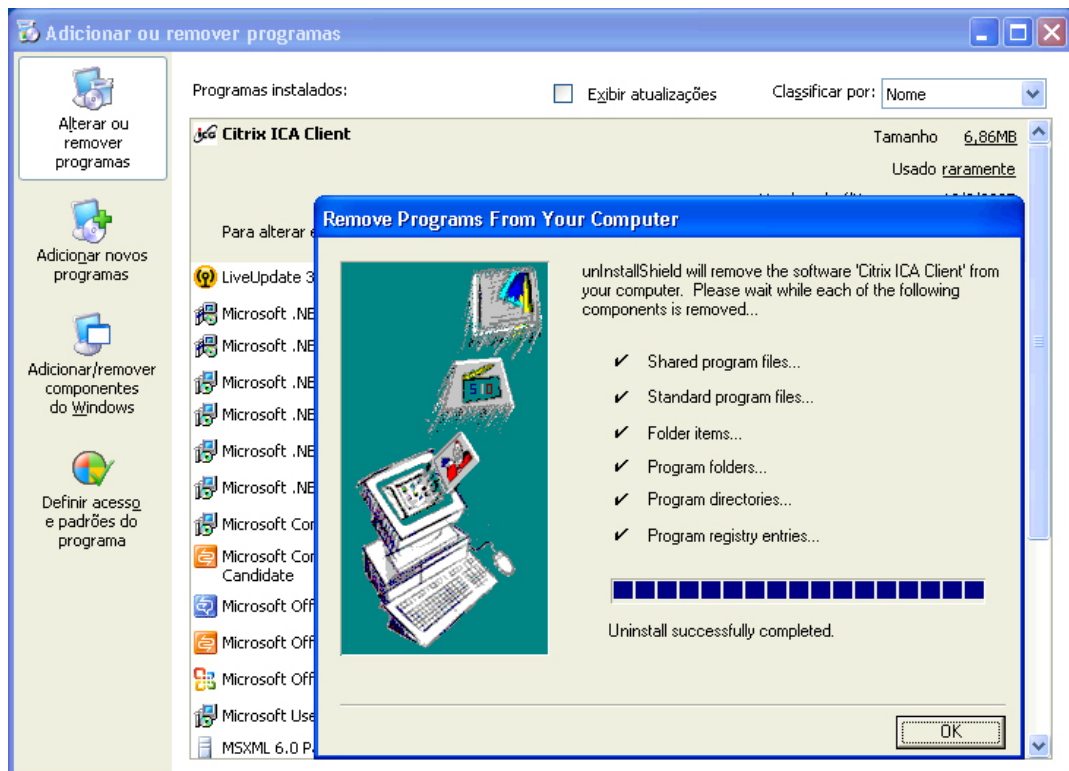 Adicionar ou remover programas
Alterar ou
remover
programas
Adicionar novos
programas
Adicionar/remover
componentes
do Windows
Definir acesso
e padrões do
programa
Programas instalados:
Exibir atualizações
Classificar por:
Nome
Citrix ICA Client
Tamanho 6,86MB
Usado raramente
Para alterar
LiveUpdate 3
Microsoft .NE
Microsoft .NE
Microsoft .NE
Microsoft .NE
Microsoft .NE
Microsoft .NE
Microsoft Cor
Microsoft Cor
Candidate
Microsoft Off
Microsoft Off
Microsoft Off
Microsoft Use
MSXML 6.0 P
Remove Programs From Your Computer
unInstallShield will remove the software 'Citrix ICA Client' from
your computer. Please wait while each of the following
components is removed...
Shared program files...
Standard program files...
Folder items...
Program folders...
Program directories...
Program registry entries...
Uninstall successfully completed.
OK